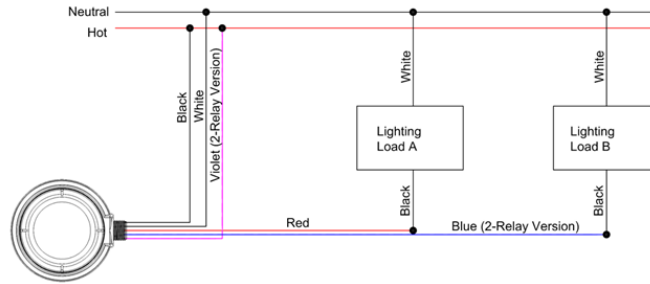 Neutral
Hot
Black
White
Violet (2-Relay Version)
White
White
Lighting
Load A
Lighting
Load B
Black
Black
Red
Blue (2-Relay Version)